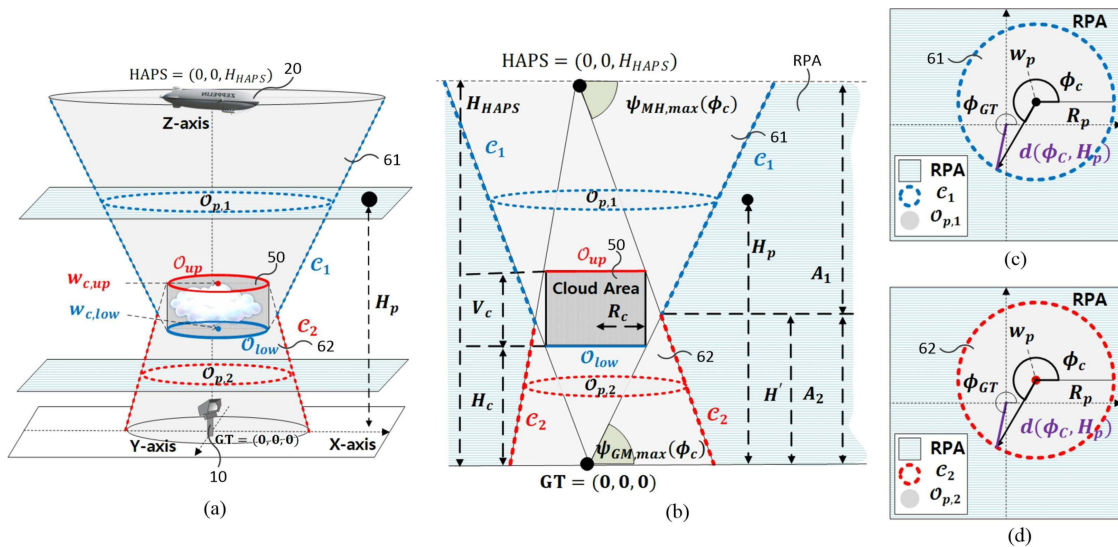 HAPS = (0, 0, H_HAPS)
20
ZEPPELIN
Z-axis
61
𝒪_p,1
𝒪_up
50
𝒞_1
w_c,up
w_c,low
H_p
𝒪_low
𝒞_2
62
𝒪_p,2
Y-axis
GT = (0,0,0)
X-axis
10
(a)
HAPS = (0, 0, H_HAPS)
RPA
H_HAPS
ψ_MH,max(ϕ_c)
61
𝒞_1
𝒞_1
𝒪_p,1
H_p
𝒪_up
50
A_1
V_c
Cloud Area
R_c
𝒪_low
62
𝒪_p,2
H_c
H′
A_2
𝒞_2
𝒞_2
ψ_GM,max(ϕ_c)
GT = (0, 0, 0)
(b)
RPA
61
w_p
ϕ_c
ϕ_GT
R_p
d(ϕ_C, H_p)
RPA
𝒞_1
𝒪_p,1
(c)
RPA
62
w_p
ϕ_c
ϕ_GT
R_p
d(ϕ_C, H_p)
RPA
𝒞_2
𝒪_p,2
(d)